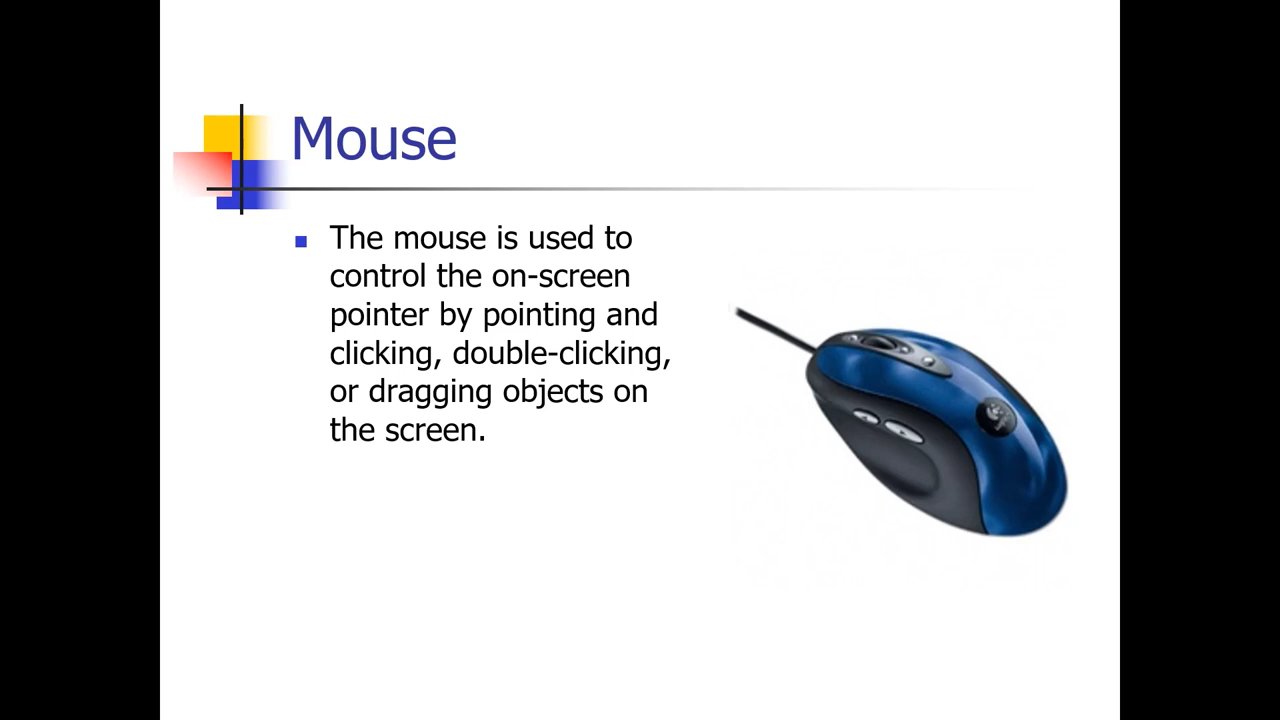 Mouse
The mouse is used to
control the on-screen
pointer by pointing and
clicking, double-clicking,
or dragging objects on
the screen.